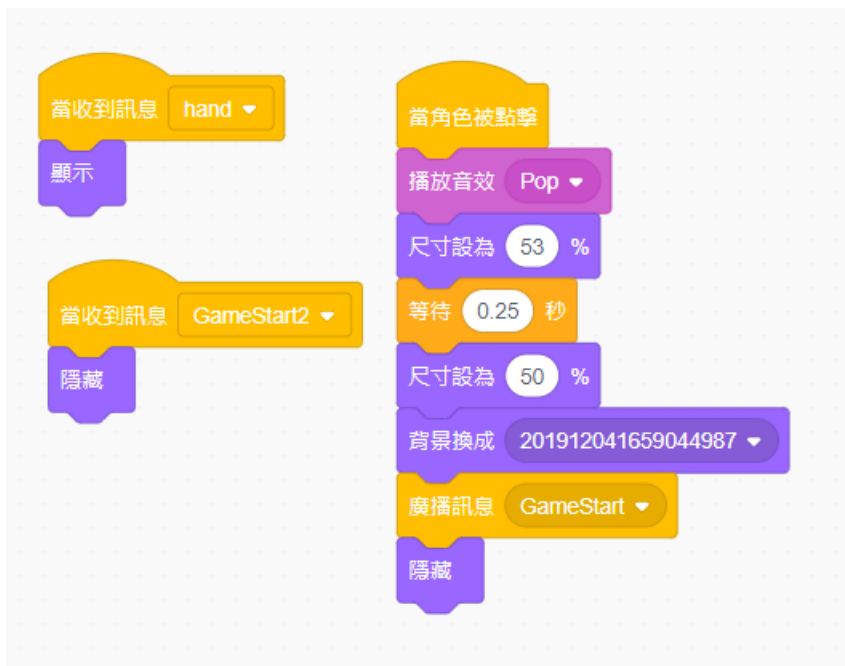 當收到訊息 hand
顯示
當收到訊息 GameStart2
隱藏
當角色被點擊
播放音效 Pop
尺寸設為 53 %
等待 0.25 秒
尺寸設為 50 %
背景換成 201912041659044987
廣播訊息 GameStart
隱藏